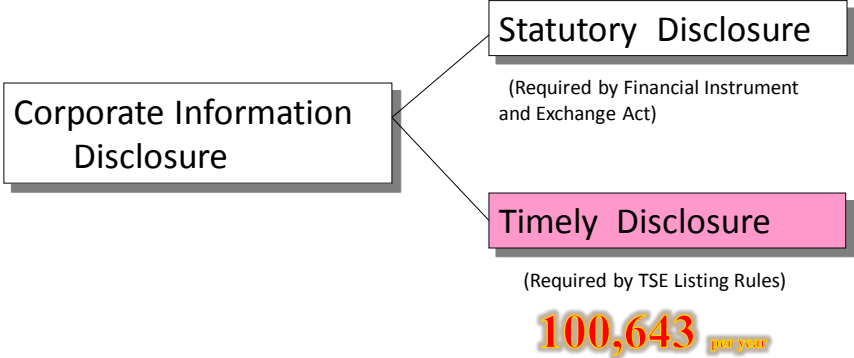 Statutory Disclosure
(Required by Financial Instrument
and Exchange Act)
Corporate Information
Disclosure
Timely Disclosure
(Required by TSE Listing Rules)
100,643 per year